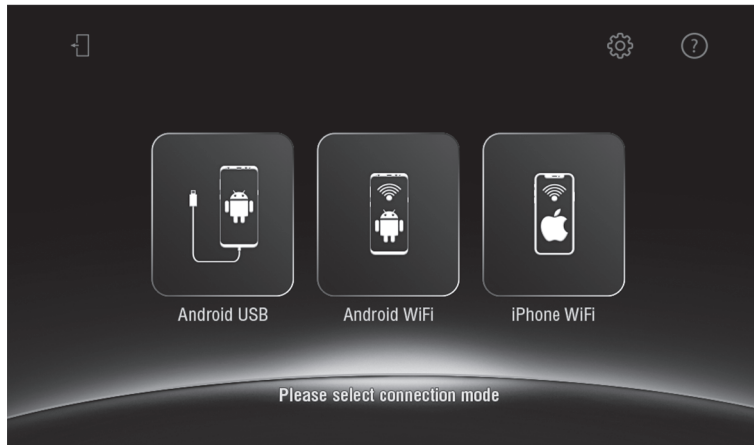 ?
Android USB
Android WiFi
iPhone WiFi
Please select connection mode